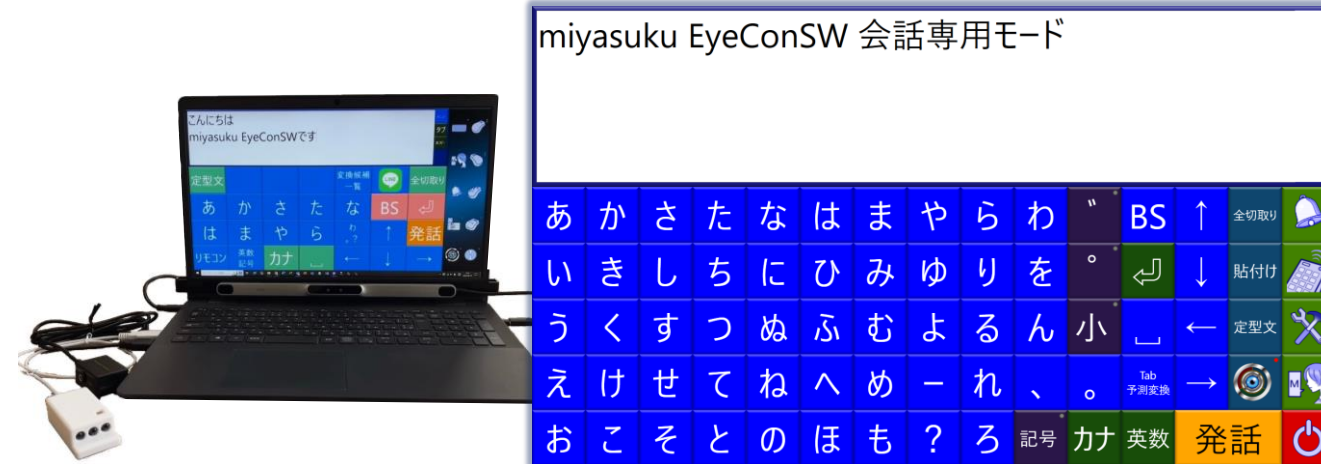 miyasuku EyeConSW 会話専用モード
あ か さ た な は ま や ら わ ゛ BS ↑ 全切取り
い き し ち に ひ み ゆ り を ゜ ↓ 貼付け
う く す つ ぬ ふ む よ る ん 小 ← 定型文
え け せ て ね へ め ー れ 、 。 Tab 予測変換 → M
お こ そ と の ほ も ? ろ 記号 カナ 英数 発話
こんにちは
miyasuku EyeConSWです
タブ
定型文 変換候補一覧 LINE 全切取り
あ か さ た な BS
は ま や ら わ 。? ↑ 発話
リモコン 英数記号 カナ ← ↓ →